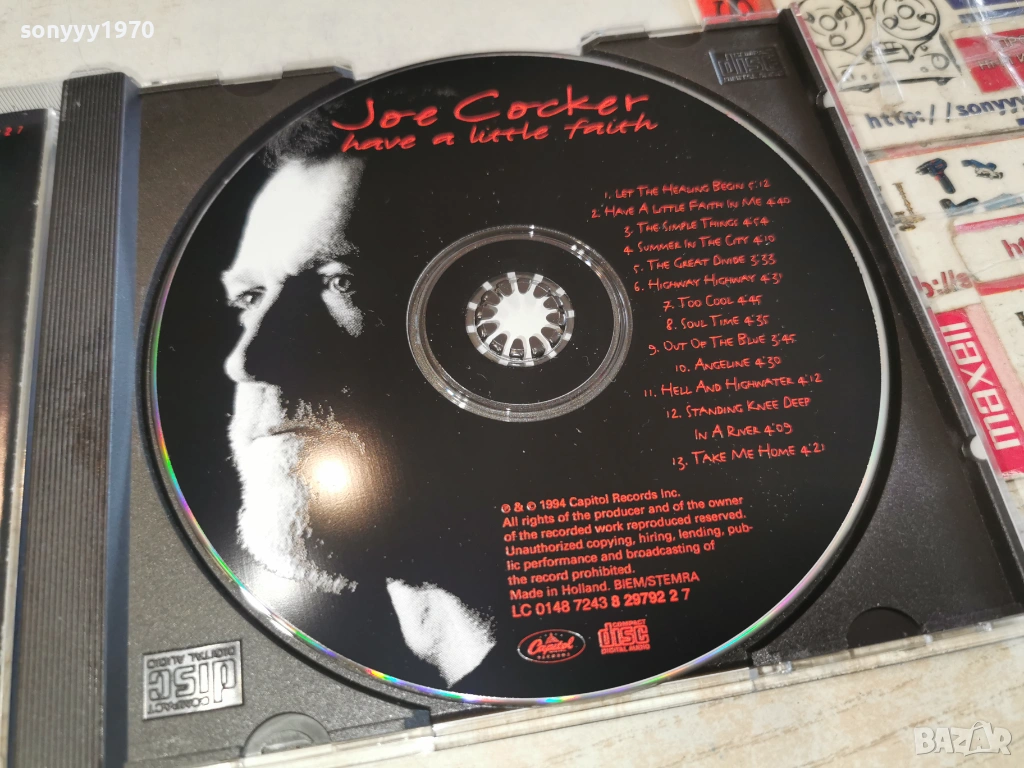 sonyyy1970
Joe Cocker
have a little faith
1. LET THE HEALING BEGIN 5:12
2. HAVE A LITTLE FAITH IN ME 4:40
3. THE SIMPLE THINGS 4:54
4. SUMMER IN THE CITY 4:10
5. THE GREAT DIVIDE 3:33
6. HIGHWAY HIGHWAY 4:31
7. TOO COOL 4:45
8. SOUL TIME 4:35
9. OUT OF THE BLUE 3:45
10. ANGELINE 4:30
11. HELL AND HIGHWATER 4:12
12. STANDING KNEE DEEP
IN A RIVER 4:09
13. TAKE ME HOME 4:21
℗ & © 1994 Capitol Records Inc.
All rights of the producer and of the owner
of the recorded work reproduced reserved.
Unauthorized copying, hiring, lending, pub-
lic performance and broadcasting of
the record prohibited.
Made in Holland. BIEM/STEMRA
LC 0148 7243 8 29792 2 7
Capitol
RECORDS
COMPACT
disc
DIGITAL AUDIO
COMPACT
disc
DIGITAL AUDIO
disc
http://sonyyy
maxell
BAZAR